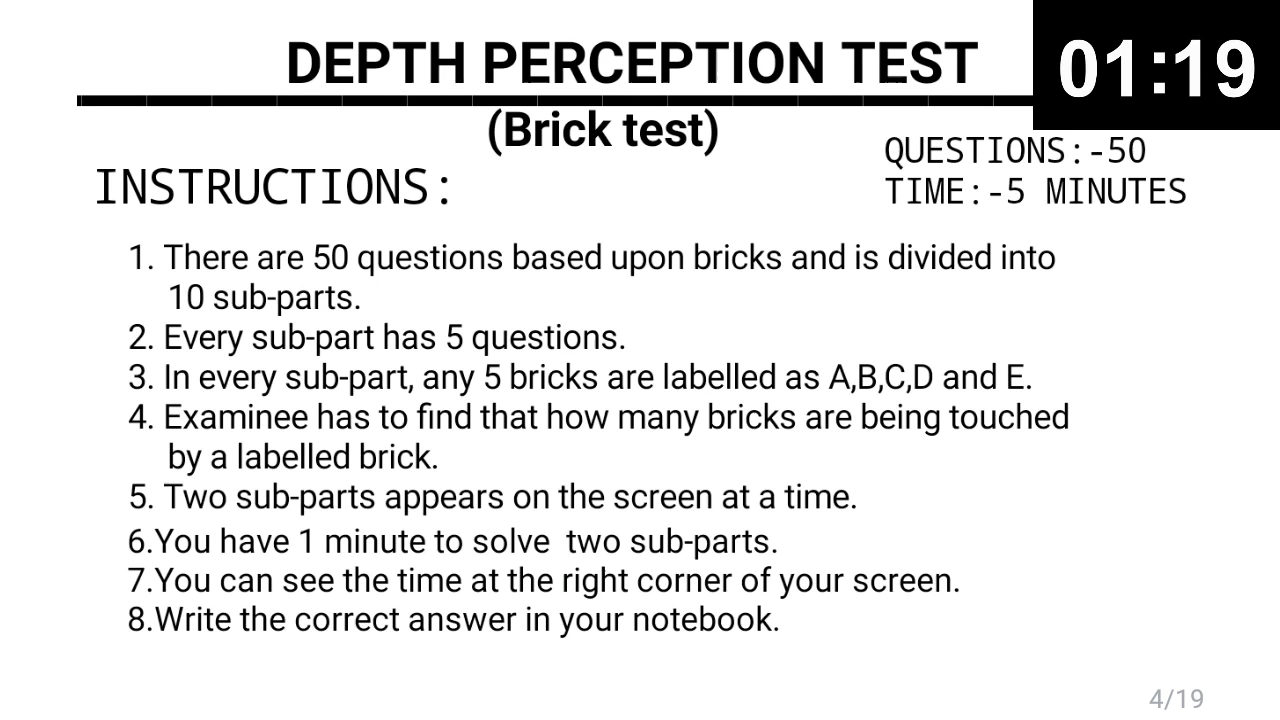 DEPTH PERCEPTION TEST
01:19
(Brick test)
QUESTIONS:-50
TIME:-5 MINUTES
INSTRUCTIONS:
1. There are 50 questions based upon bricks and is divided into
10 sub-parts.
2. Every sub-part has 5 questions.
3. In every sub-part, any 5 bricks are labelled as A,B,C,D and E.
4. Examinee has to find that how many bricks are being touched
by a labelled brick.
5. Two sub-parts appears on the screen at a time.
6.You have 1 minute to solve  two sub-parts.
7.You can see the time at the right corner of your screen.
8.Write the correct answer in your notebook.
4/19